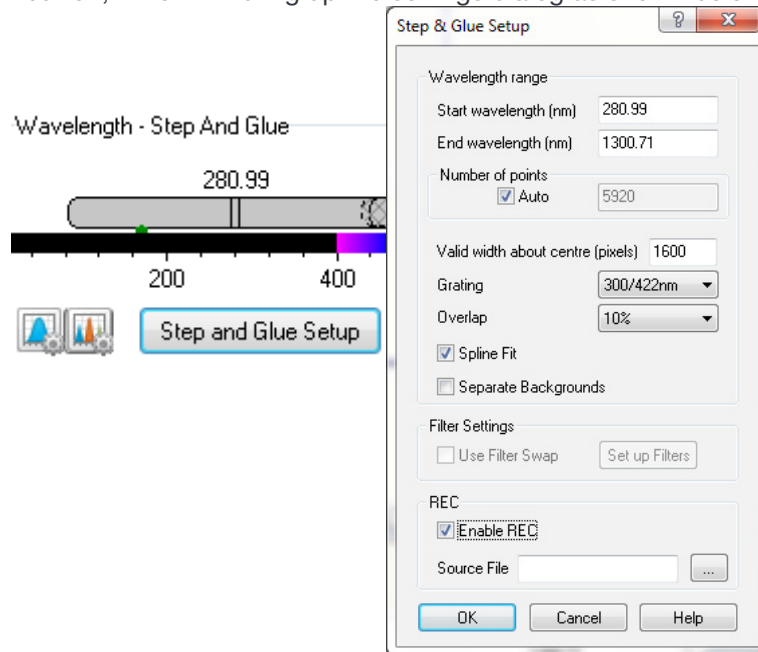 Step & Glue Setup
Wavelength - Step And Glue
280.99
200 400
Step and Glue Setup
Wavelength range
Start wavelength (nm) 280.99
End wavelength (nm) 1300.71
Number of points
Auto 5920
Valid width about centre (pixels) 1600
Grating 300/422nm
Overlap 10%
Spline Fit
Separate Backgrounds
Filter Settings
Use Filter Swap Set up Filters
REC
Enable REC
Source File ...
OK Cancel Help